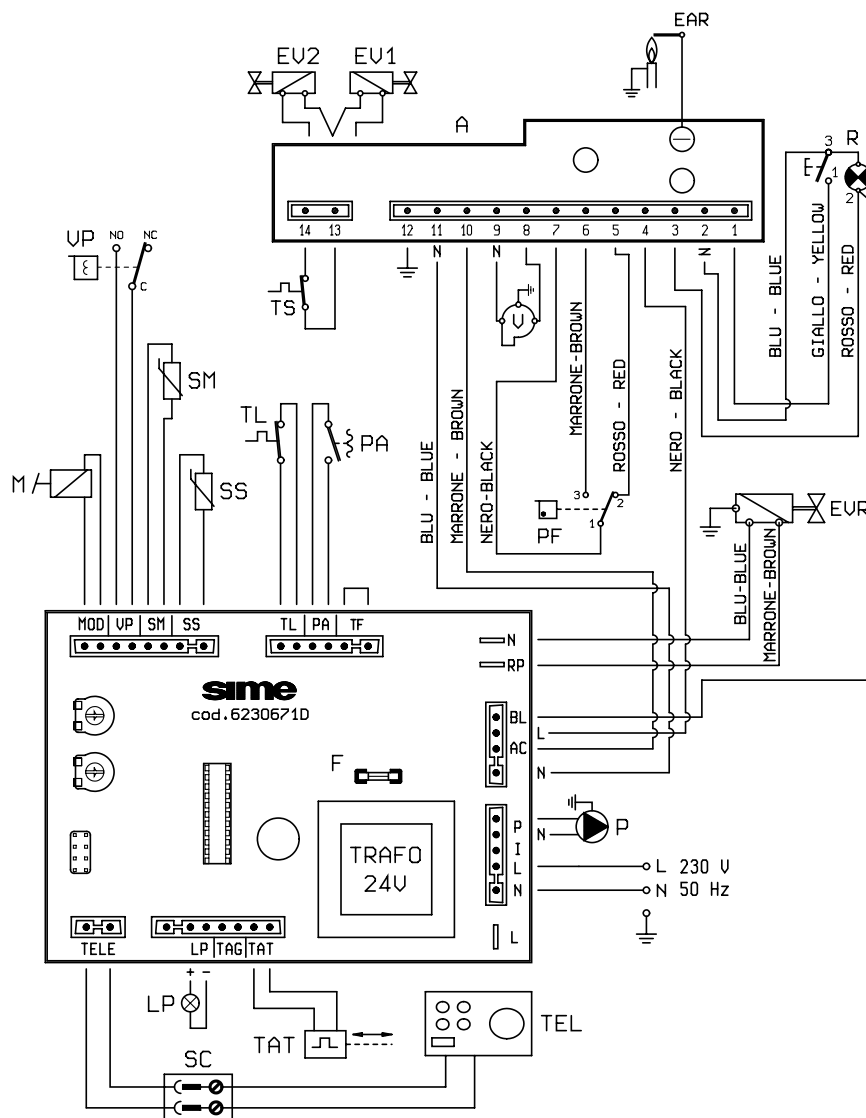 EAR
EV2 EV1
A
R
3
1
2
14 13 12 11 10 9 8 7 6 5 4 3 2 1
N N N
VP NO NC
C
TS
V
SM
TL
PA
M
SS
BLU - BLUE
MARRONE - BROWN
NERO-BLACK
MARRONE-BROWN
ROSSO - RED
NERO - BLACK
BLU - BLUE
GIALLO - YELLOW
ROSSO - RED
3
2
1
PF
EVR
BLU-BLUE
MARRONE-BROWN
MOD VP SM SS
TL PA TF
N
RP
sime
cod.6230671D
BL
L
AC
N
F
P
N
I
L
N
P
TRAFO
24V
L 230 V
N 50 Hz
L
TELE
LP TAG TAT
+ -
LP
TAT
TEL
SC